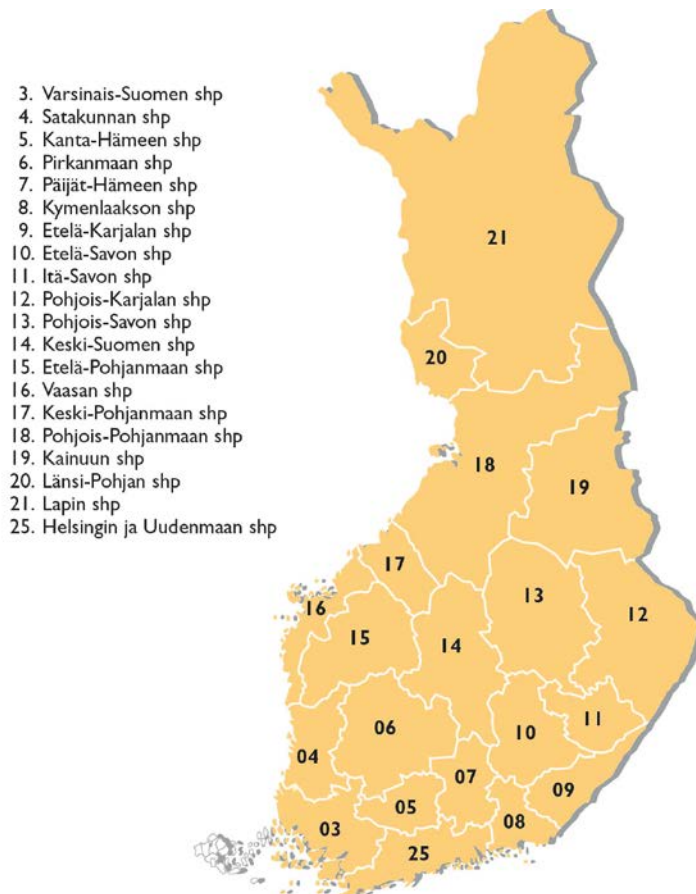 3. Varsinais-Suomen shp
4. Satakunnan shp
5. Kanta-Hämeen shp
6. Pirkanmaan shp
7. Päijät-Hämeen shp
8. Kymenlaakson shp
9. Etelä-Karjalan shp
10. Etelä-Savon shp
11. Itä-Savon shp
12. Pohjois-Karjalan shp
13. Pohjois-Savon shp
14. Keski-Suomen shp
15. Etelä-Pohjanmaan shp
16. Vaasan shp
17. Keski-Pohjanmaan shp
18. Pohjois-Pohjanmaan shp
19. Kainuun shp
20. Länsi-Pohjan shp
21. Lapin shp
25. Helsingin ja Uudenmaan shp
21
20
18
19
17
13
16
12
15
14
11
06
10
04
07
09
05
03
08
25